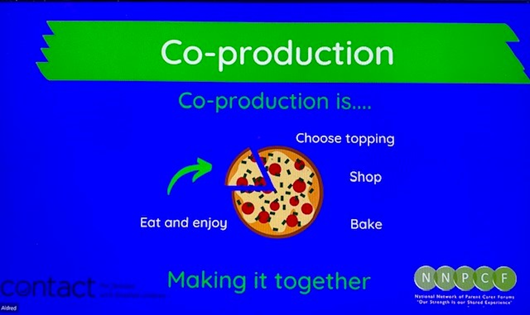 Co-production
Co-production is....
Choose topping
Shop
Bake
Eat and enjoy
Making it together
contact
NNPCF
National Network of Parent Carer Forums
"Our Strength is our Shared Experience"
Aldred